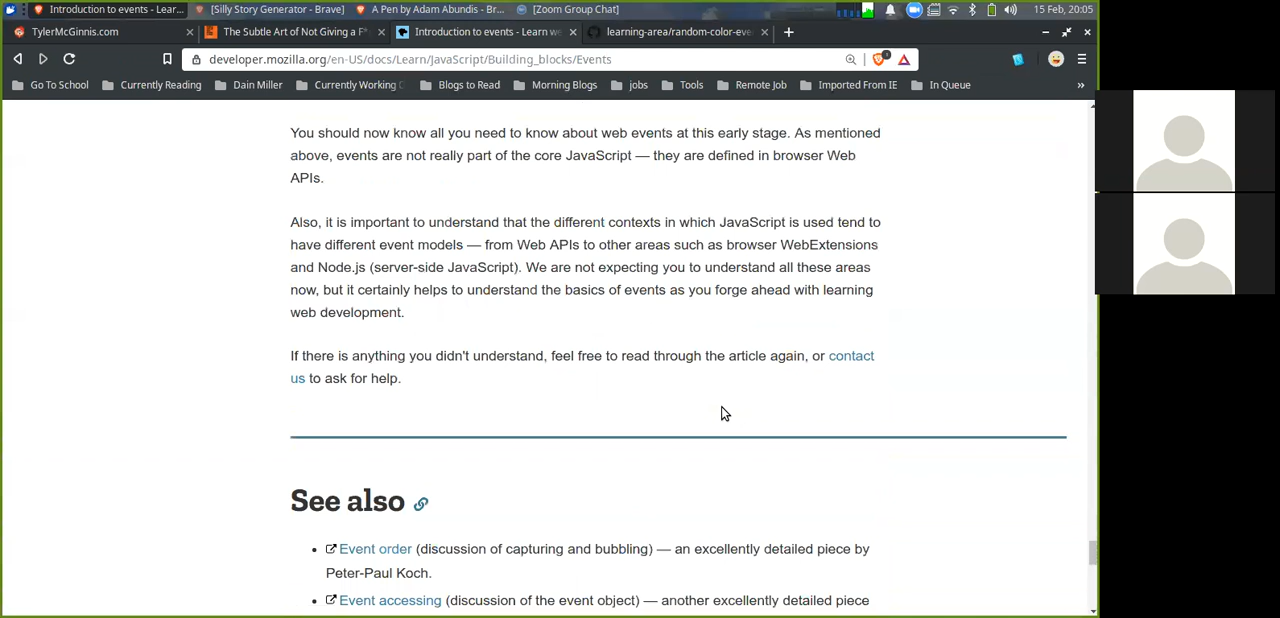 Introduction to events - Lear...
[Silly Story Generator - Brave]
A Pen by Adam Abundis - Br...
[Zoom Group Chat]
15 Feb, 20:05
TylerMcGinnis.com
The Subtle Art of Not Giving a F*
Introduction to events - Learn we
learning-area/random-color-eve
developer.mozilla.org/en-US/docs/Learn/JavaScript/Building_blocks/Events
1
Go To School
Currently Reading
Dain Miller
Currently Working
Blogs to Read
Morning Blogs
jobs
Tools
Remote Job
Imported From IE
In Queue
»
You should now know all you need to know about web events at this early stage. As mentioned
above, events are not really part of the core JavaScript — they are defined in browser Web
APIs.
Also, it is important to understand that the different contexts in which JavaScript is used tend to
have different event models — from Web APIs to other areas such as browser WebExtensions
and Node.js (server-side JavaScript). We are not expecting you to understand all these areas
now, but it certainly helps to understand the basics of events as you forge ahead with learning
web development.
If there is anything you didn't understand, feel free to read through the article again, or contact
us to ask for help.
See also
• Event order (discussion of capturing and bubbling) — an excellently detailed piece by
Peter-Paul Koch.
• Event accessing (discussion of the event object) — another excellently detailed piece